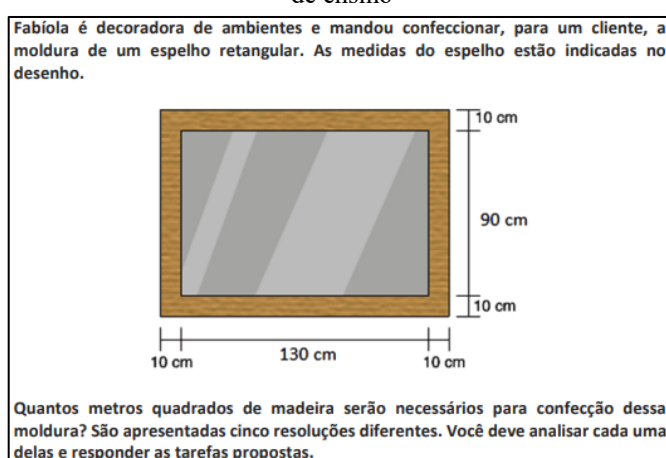 de ensino
Fabíola é decoradora de ambientes e mandou confeccionar, para um cliente, a
moldura de um espelho retangular. As medidas do espelho estão indicadas no
desenho.
10 cm
90 cm
10 cm
10 cm
130 cm
10 cm
Quantos metros quadrados de madeira serão necessários para confecção dessa
moldura? São apresentadas cinco resoluções diferentes. Você deve analisar cada uma
delas e responder as tarefas propostas.